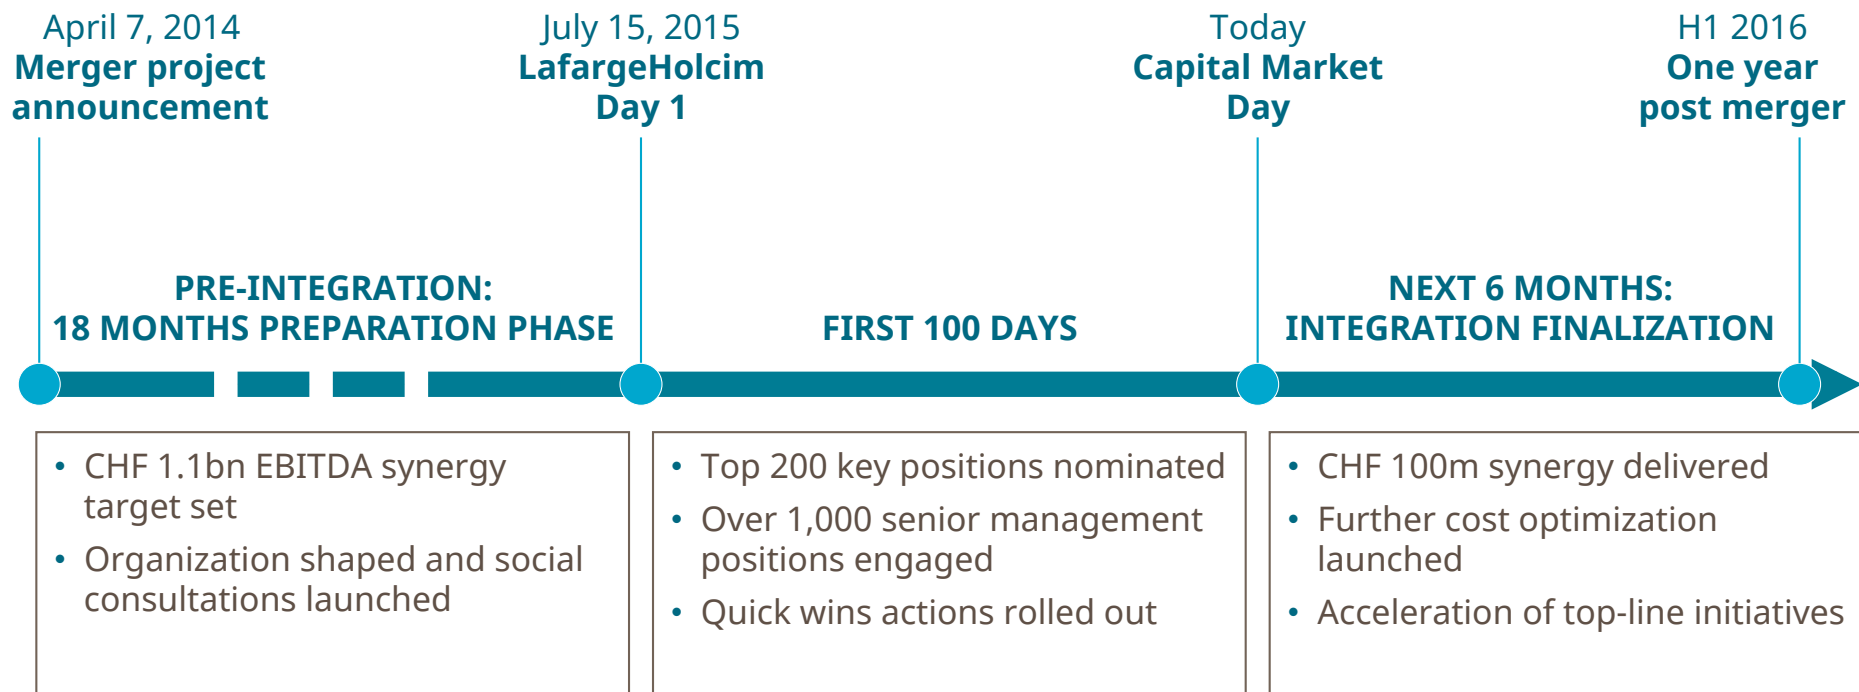 April 7, 2014
Merger project
announcement
July 15, 2015
LafargeHolcim
Day 1
Today
Capital Market
Day
H1 2016
One year
post merger
PRE-INTEGRATION:
18 MONTHS PREPARATION PHASE
FIRST 100 DAYS
NEXT 6 MONTHS:
INTEGRATION FINALIZATION
• CHF 1.1bn EBITDA synergy
target set
• Organization shaped and social
consultations launched
• Top 200 key positions nominated
• Over 1,000 senior management
positions engaged
• Quick wins actions rolled out
• CHF 100m synergy delivered
• Further cost optimization
launched
• Acceleration of top-line initiatives